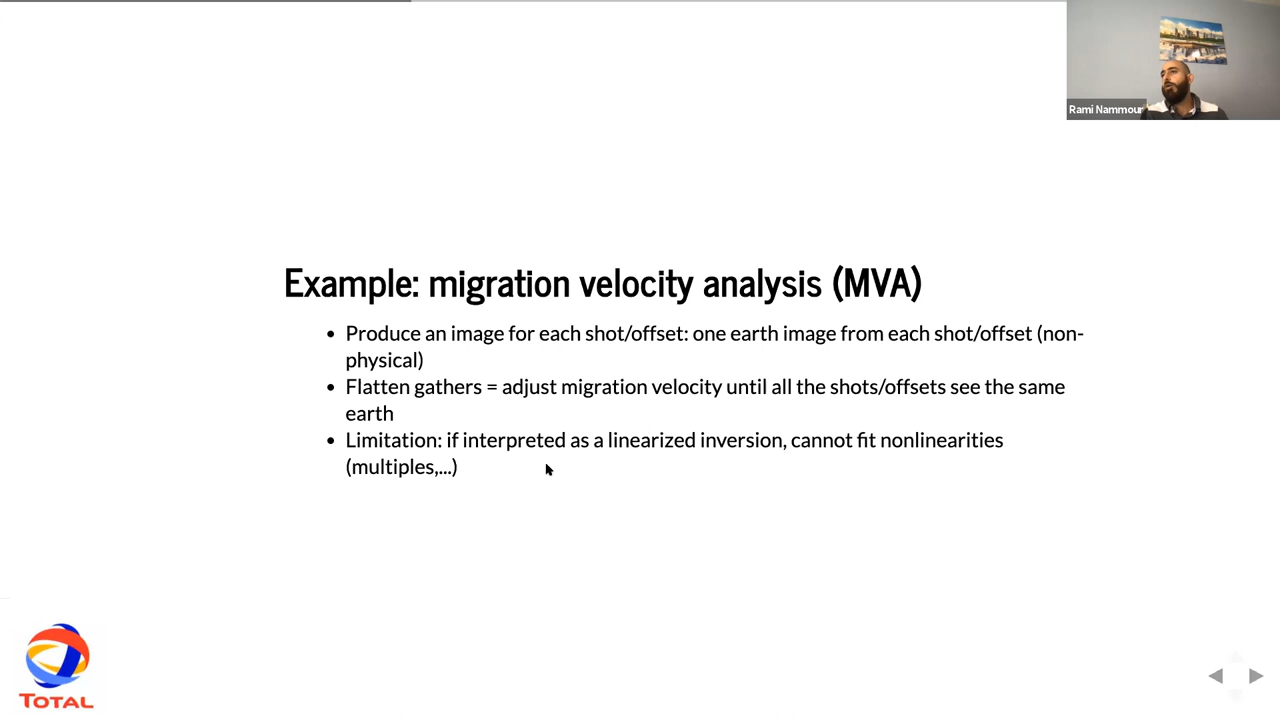 Rami Nammour
Example: migration velocity analysis (MVA)
• Produce an image for each shot/offset: one earth image from each shot/offset (non-
physical)
• Flatten gathers = adjust migration velocity until all the shots/offsets see the same
earth
• Limitation: if interpreted as a linearized inversion, cannot fit nonlinearities
(multiples,...)
TOTAL